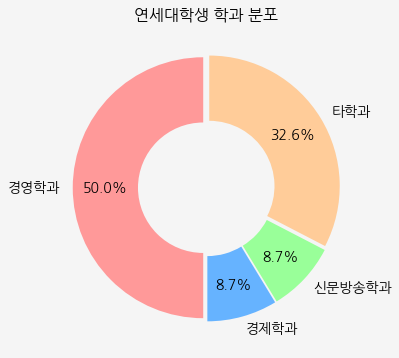 연세대학생 학과 분포
타학과
32.6%
경영학과
50.0%
8.7%
신문방송학과
8.7%
경제학과